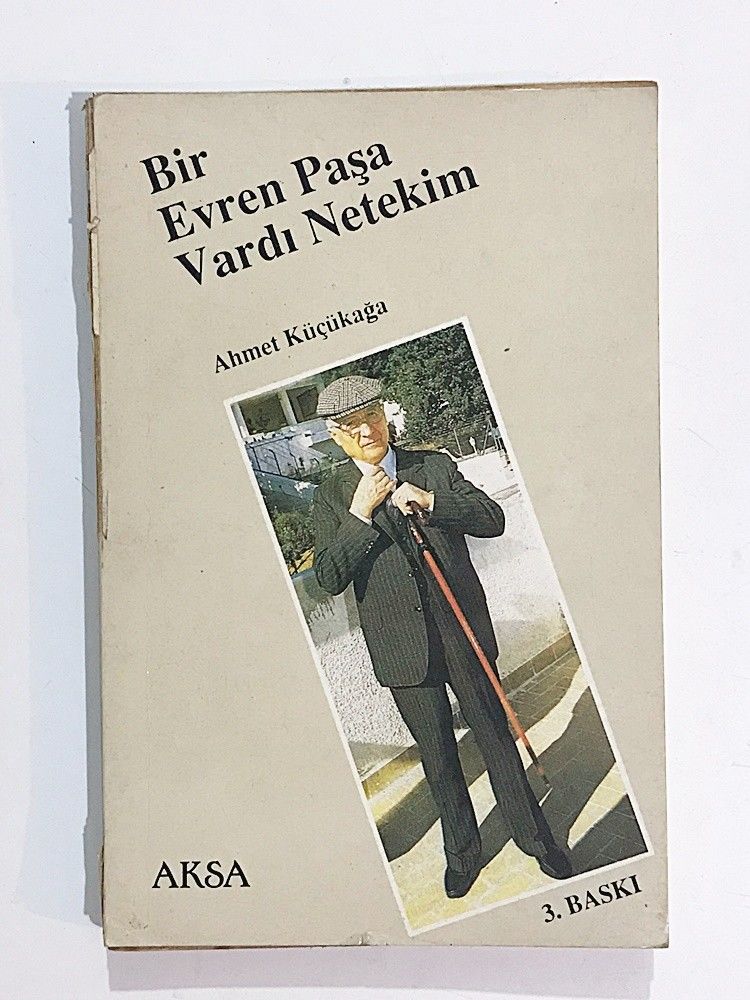 Bir
Evren Paşa
Vardı Netekim
Ahmet Küçükağa
AKSA
3. BASKI